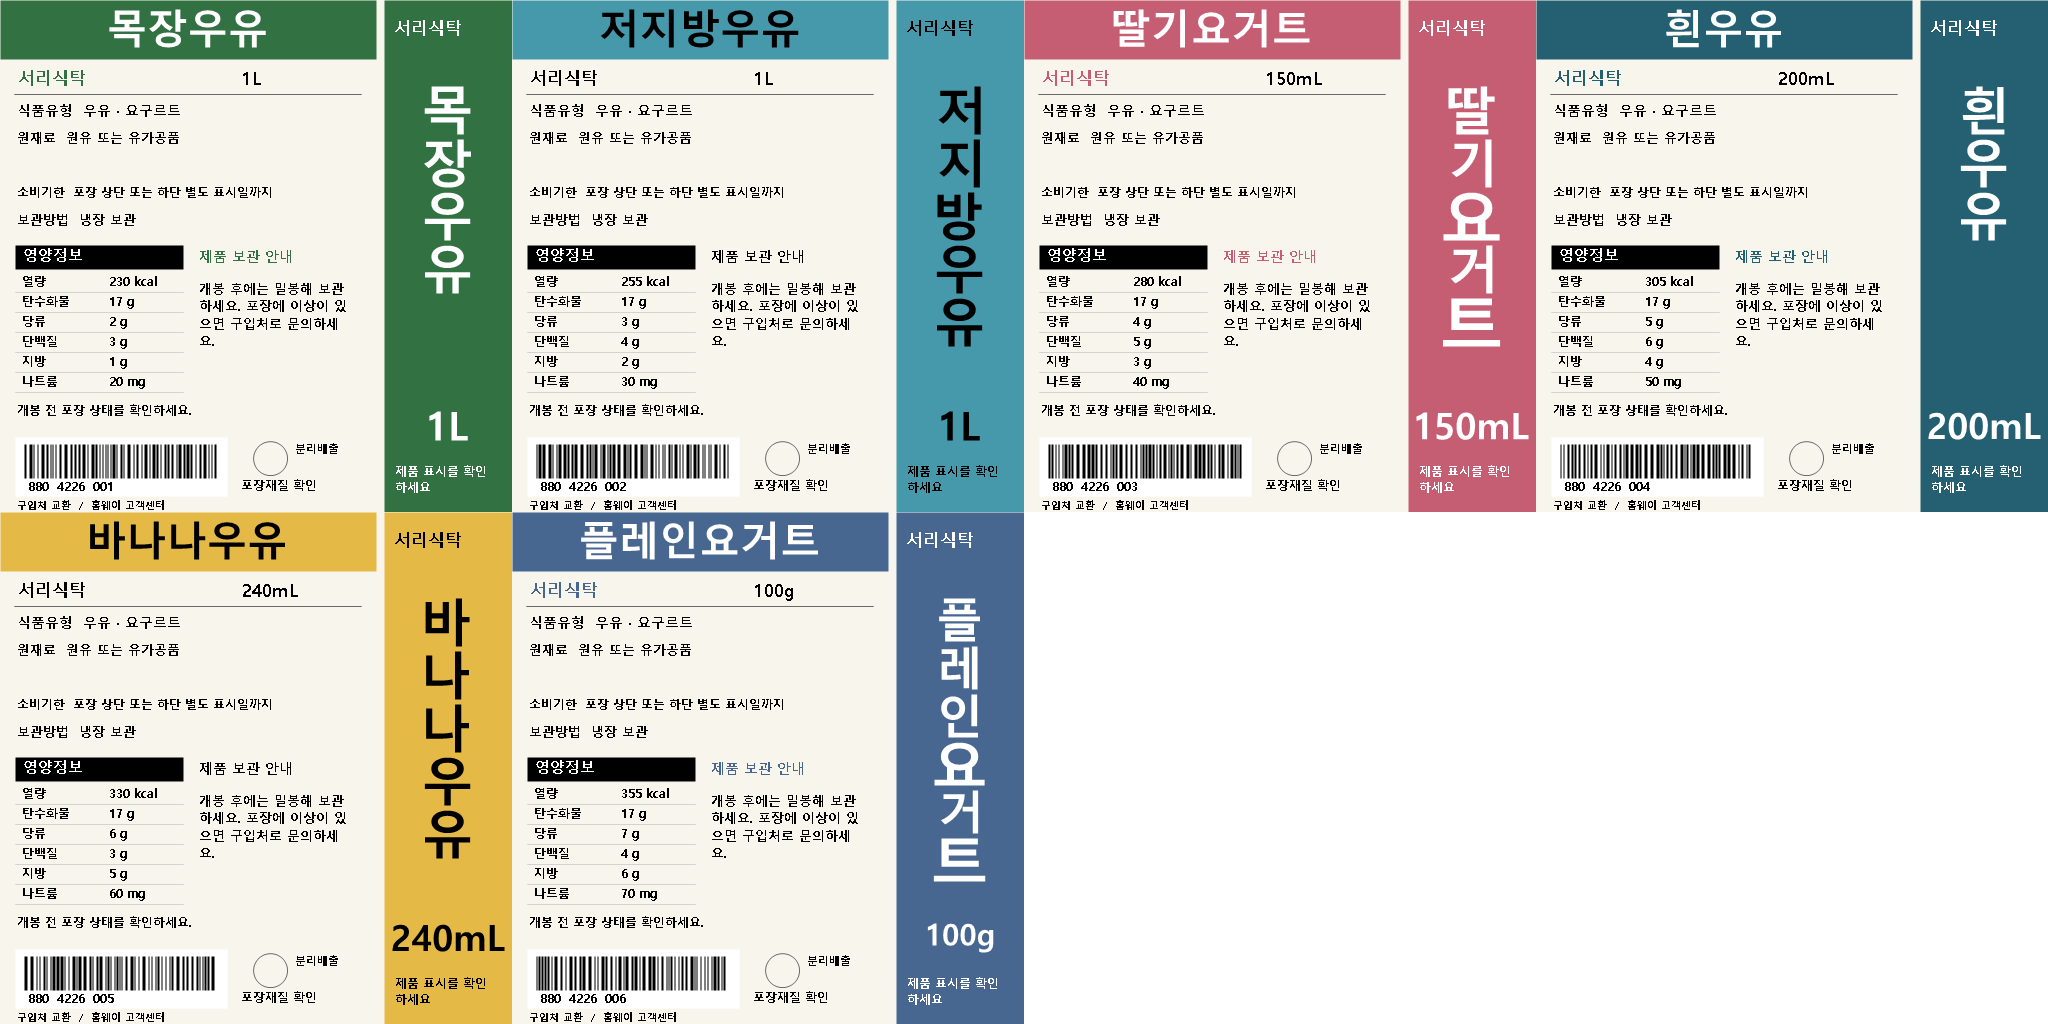 목장우유
서리식탁
1L
식품유형 우유 · 요구르트
원재료 원유 또는 유가공품
소비기한 포장 상단 또는 하단 별도 표시일까지
보관방법 냉장 보관
영양정보
열량 230 kcal
탄수화물 17 g
당류 2 g
단백질 3 g
지방 1 g
나트륨 20 mg
제품 보관 안내
개봉 후에는 밀봉해 보관
하세요. 포장에 이상이 있
으면 구입처로 문의하세
요.
개봉 전 포장 상태를 확인하세요.
880 4226 001
분리배출
포장재질 확인
구입처 교환 / 홈웨이 고객센터
서리식탁
목장우유
1L
제품 표시를 확인
하세요
저지방우유
서리식탁
1L
식품유형 우유 · 요구르트
원재료 원유 또는 유가공품
소비기한 포장 상단 또는 하단 별도 표시일까지
보관방법 냉장 보관
영양정보
열량 255 kcal
탄수화물 17 g
당류 3 g
단백질 4 g
지방 2 g
나트륨 30 mg
제품 보관 안내
개봉 후에는 밀봉해 보관
하세요. 포장에 이상이 있
으면 구입처로 문의하세
요.
개봉 전 포장 상태를 확인하세요.
880 4226 002
분리배출
포장재질 확인
구입처 교환 / 홈웨이 고객센터
서리식탁
저지방우유
1L
제품 표시를 확인
하세요
딸기요거트
서리식탁
150mL
식품유형 우유 · 요구르트
원재료 원유 또는 유가공품
소비기한 포장 상단 또는 하단 별도 표시일까지
보관방법 냉장 보관
영양정보
열량 280 kcal
탄수화물 17 g
당류 4 g
단백질 5 g
지방 3 g
나트륨 40 mg
제품 보관 안내
개봉 후에는 밀봉해 보관
하세요. 포장에 이상이 있
으면 구입처로 문의하세
요.
개봉 전 포장 상태를 확인하세요.
880 4226 003
분리배출
포장재질 확인
구입처 교환 / 홈웨이 고객센터
서리식탁
딸기요거트
150mL
제품 표시를 확인
하세요
흰우유
서리식탁
200mL
식품유형 우유 · 요구르트
원재료 원유 또는 유가공품
소비기한 포장 상단 또는 하단 별도 표시일까지
보관방법 냉장 보관
영양정보
열량 305 kcal
탄수화물 17 g
당류 5 g
단백질 6 g
지방 4 g
나트륨 50 mg
제품 보관 안내
개봉 후에는 밀봉해 보관
하세요. 포장에 이상이 있
으면 구입처로 문의하세
요.
개봉 전 포장 상태를 확인하세요.
880 4226 004
분리배출
포장재질 확인
구입처 교환 / 홈웨이 고객센터
서리식탁
흰우유
200mL
제품 표시를 확인
하세요
바나나우유
서리식탁
240mL
식품유형 우유 · 요구르트
원재료 원유 또는 유가공품
소비기한 포장 상단 또는 하단 별도 표시일까지
보관방법 냉장 보관
영양정보
열량 330 kcal
탄수화물 17 g
당류 6 g
단백질 3 g
지방 5 g
나트륨 60 mg
제품 보관 안내
개봉 후에는 밀봉해 보관
하세요. 포장에 이상이 있
으면 구입처로 문의하세
요.
개봉 전 포장 상태를 확인하세요.
880 4226 005
분리배출
포장재질 확인
구입처 교환 / 홈웨이 고객센터
서리식탁
바나나우유
240mL
제품 표시를 확인
하세요
플레인요거트
서리식탁
100g
식품유형 우유 · 요구르트
원재료 원유 또는 유가공품
소비기한 포장 상단 또는 하단 별도 표시일까지
보관방법 냉장 보관
영양정보
열량 355 kcal
탄수화물 17 g
당류 7 g
단백질 4 g
지방 6 g
나트륨 70 mg
제품 보관 안내
개봉 후에는 밀봉해 보관
하세요. 포장에 이상이 있
으면 구입처로 문의하세
요.
개봉 전 포장 상태를 확인하세요.
880 4226 006
분리배출
포장재질 확인
구입처 교환 / 홈웨이 고객센터
서리식탁
플레인요거트
100g
제품 표시를 확인
하세요